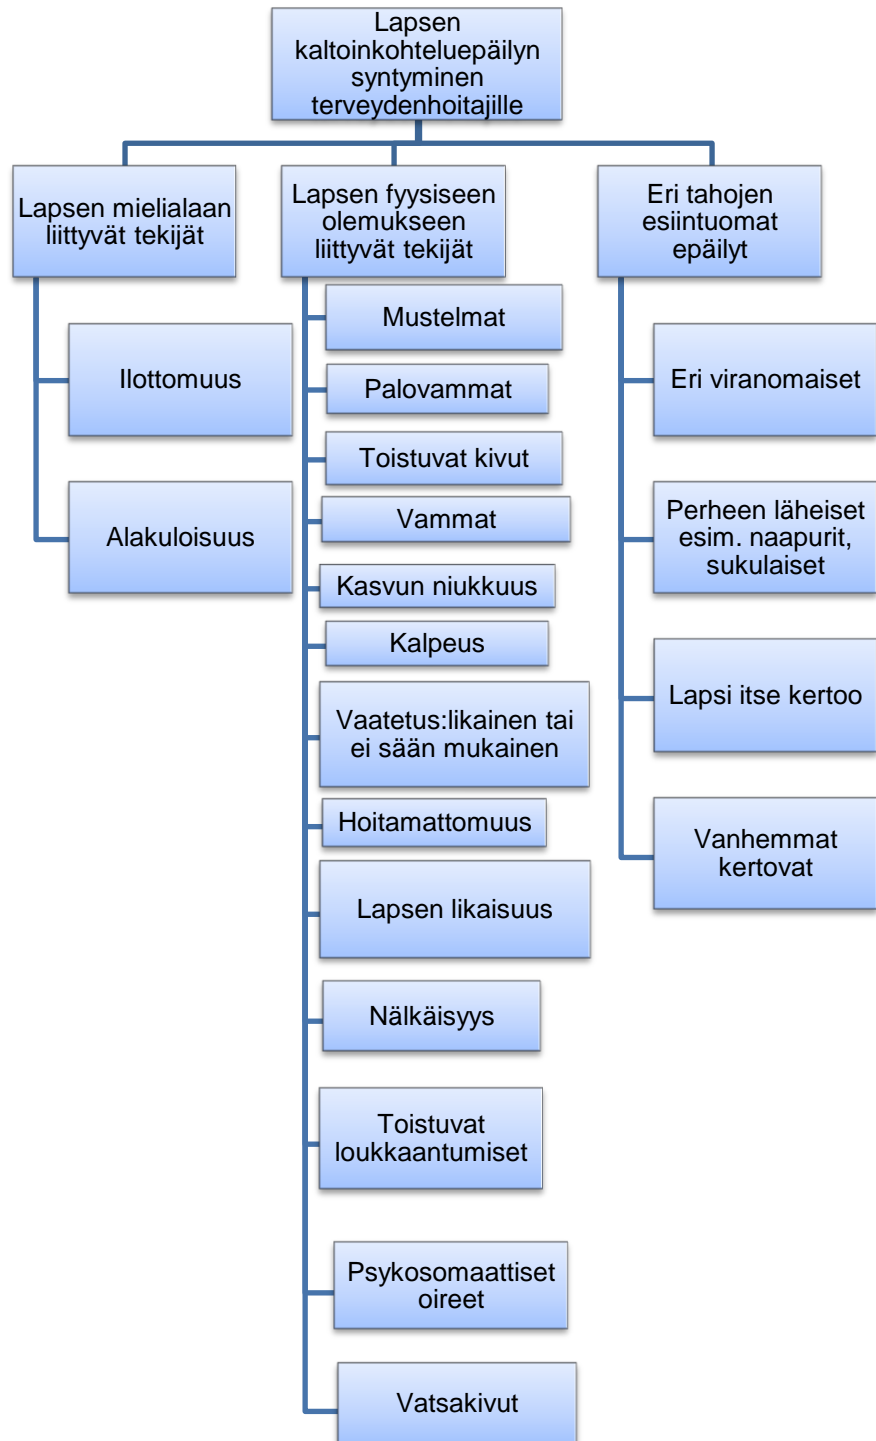 Lapsen
kaltoinkohteluepäilyn
syntyminen
terveydenhoitajille
Lapsen mielialaan
liittyvät tekijät
Ilottomuus
Alakuloisuus
Lapsen fyysiseen
olemukseen
liittyvät tekijät
Mustelmat
Palovammat
Toistuvat kivut
Vammat
Kasvun niukkuus
Kalpeus
Vaatetus:likainen tai
ei sään mukainen
Hoitamattomuus
Lapsen likaisuus
Nälkäisyys
Toistuvat
loukkaantumiset
Psykosomaattiset
oireet
Vatsakivut
Eri tahojen
esiintuomat
epäilyt
Eri viranomaiset
Perheen läheiset
esim. naapurit,
sukulaiset
Lapsi itse kertoo
Vanhemmat
kertovat